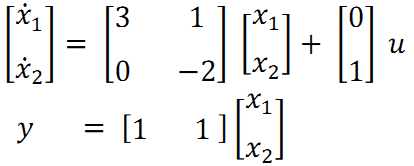 [ẋ₁ ẋ₂] = [3 1 0 −2] [x₁ x₂] + [0 1] u
y = [1 1] [x₁ x₂]